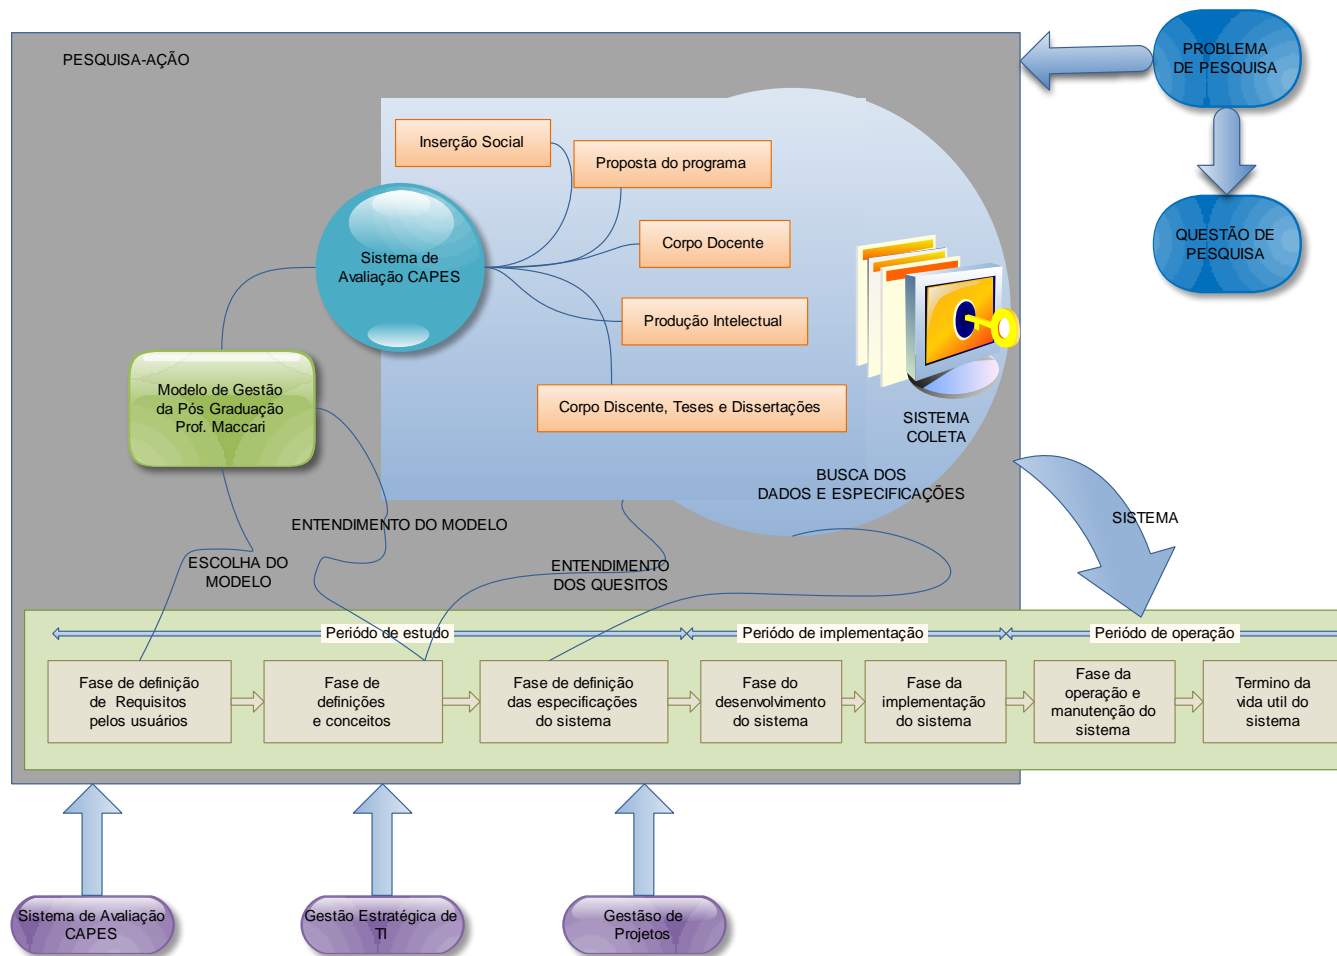 PESQUISA-AÇÃO
PROBLEMA
DE PESQUISA
QUESTÃO DE
PESQUISA
Inserção Social
Proposta do programa
Corpo Docente
Produção Intelectual
Corpo Discente, Teses e Dissertações
Sistema de
Avaliação CAPES
Modelo de Gestão
da Pós Graduação
Prof. Maccari
SISTEMA
COLETA
BUSCA DOS
DADOS E ESPECIFICAÇÕES
ENTENDIMENTO DO MODELO
ESCOLHA DO
MODELO
ENTENDIMENTO
DOS QUESITOS
SISTEMA
Periódo de estudo
Periódo de implementação
Periódo de operação
Fase de definição
de Requisitos
pelos usuários
Fase de
definições
e conceitos
Fase de definição
das especificações
do sistema
Fase do
desenvolvimento
do sistema
Fase da
implementação
do sistema
Fase da
operação e
manutenção do
sistema
Termino da
vida util do
sistema
Sistema de Avaliação
CAPES
Gestão Estratégica de
TI
Gestãso de
Projetos